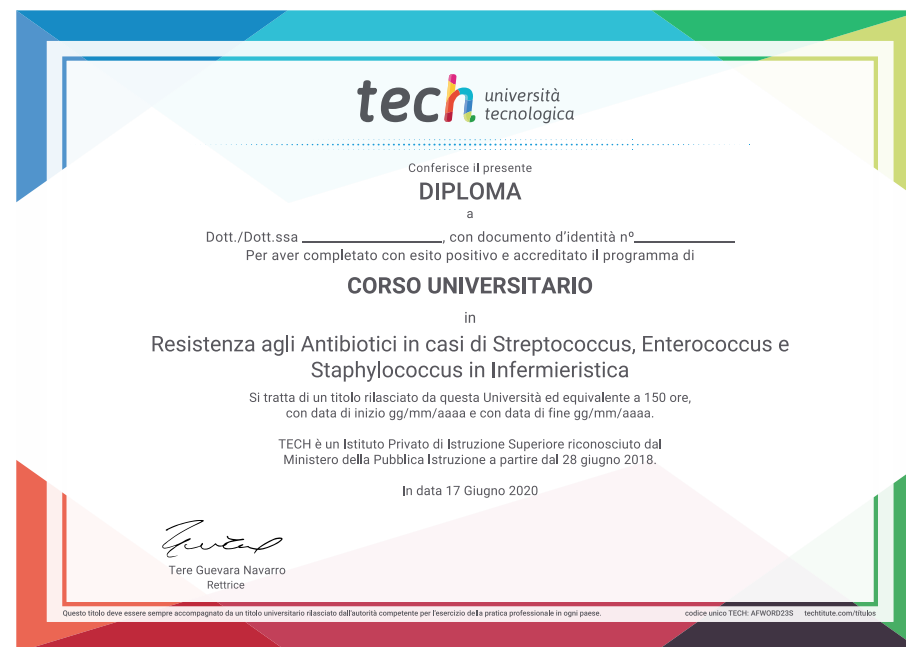 tech università
tecnologica
Conferisce il presente
DIPLOMA
a
Dott./Dott.ssa ____________________, con documento d'identità nº______________
Per aver completato con esito positivo e accreditato il programma di
CORSO UNIVERSITARIO
in
Resistenza agli Antibiotici in casi di Streptococcus, Enterococcus e
Staphylococcus in Infermieristica
Si tratta di un titolo rilasciato da questa Università ed equivalente a 150 ore,
con data di inizio gg/mm/aaaa e con data di fine gg/mm/aaaa.
TECH è un Istituto Privato di Istruzione Superiore riconosciuto dal
Ministero della Pubblica Istruzione a partire dal 28 giugno 2018.
In data 17 Giugno 2020
Tere Guevara Navarro
Rettrice
Questo titolo deve essere sempre accompagnato da un titolo universitario rilasciato dall'autorità competente per l'esercizio della pratica professionale in ogni paese. codice unico TECH: AFWORD23S techtitute.com/títulos